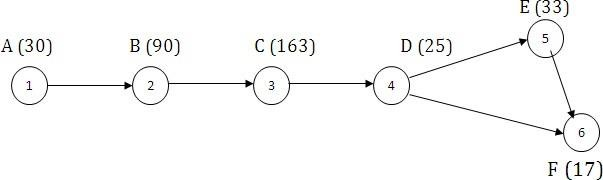 E (33)
A (30) B (90) C (163) D (25)
5
1 2 3 4
6
F (17)